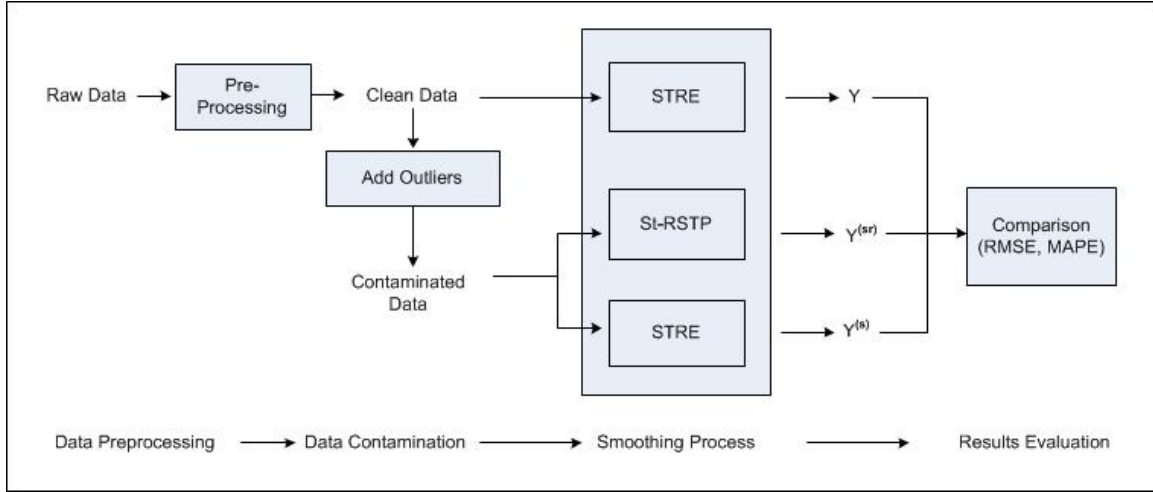 Raw Data
Pre-
Processing
Clean Data
STRE
Y
Add Outliers
St-RSTP
Y(sr)
Comparison
(RMSE, MAPE)
Contaminated
Data
STRE
Y(s)
Data Preprocessing
Data Contamination
Smoothing Process
Results Evaluation